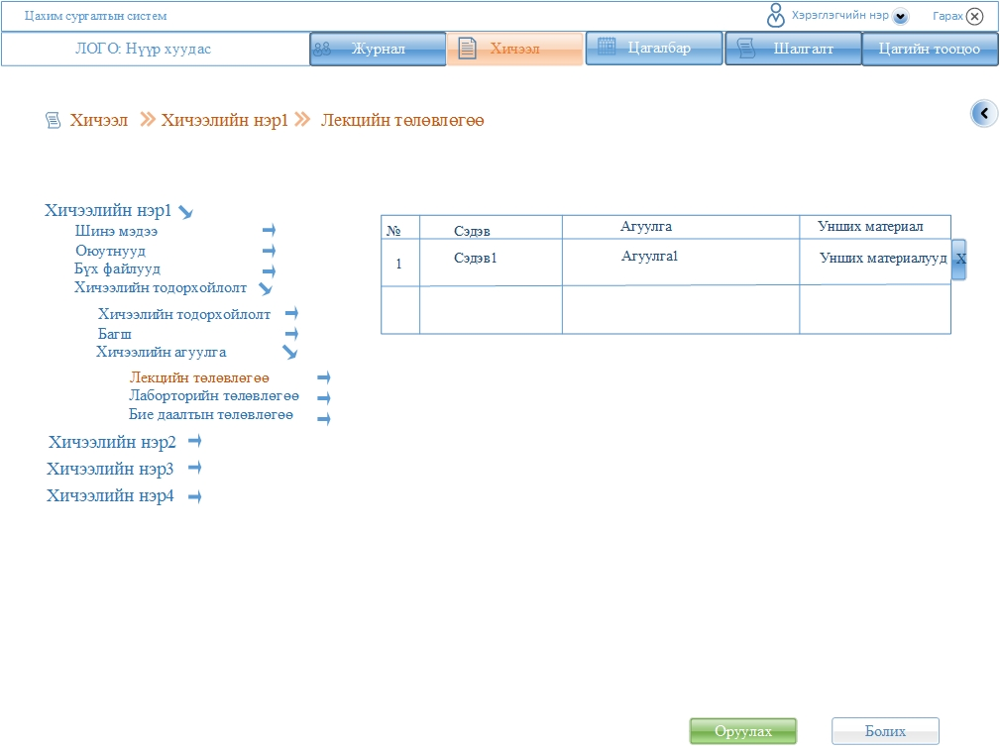 Цахим сургалтын систем
Хэрэглэгчийн нэр
Гарах
ЛОГО: Нүүр хуудас
Журнал
Хичээл
Цагалбар
Шалгалт
Цагийн тооцоо
Хичээл
Хичээлийн нэр1
Лекцийн төлөвлөгөө
Хичээлийн нэр1
Шинэ мэдээ
Оюутнууд
Бүх файлууд
Хичээлийн тодорхойлолт
Хичээлийн тодорхойлолт
Багш
Хичээлийн агуулга
Лекцийн төлөвлөгөө
Лаборторийн төлөвлөгөө
Бие даалтын төлөвлөгөө
Хичээлийн нэр2
Хичээлийн нэр3
Хичээлийн нэр4
№ Сэдэв Агуулга Унших материал
1 Сэдэв1 Агуулга1 Унших материалууд X
Оруулах
Болих